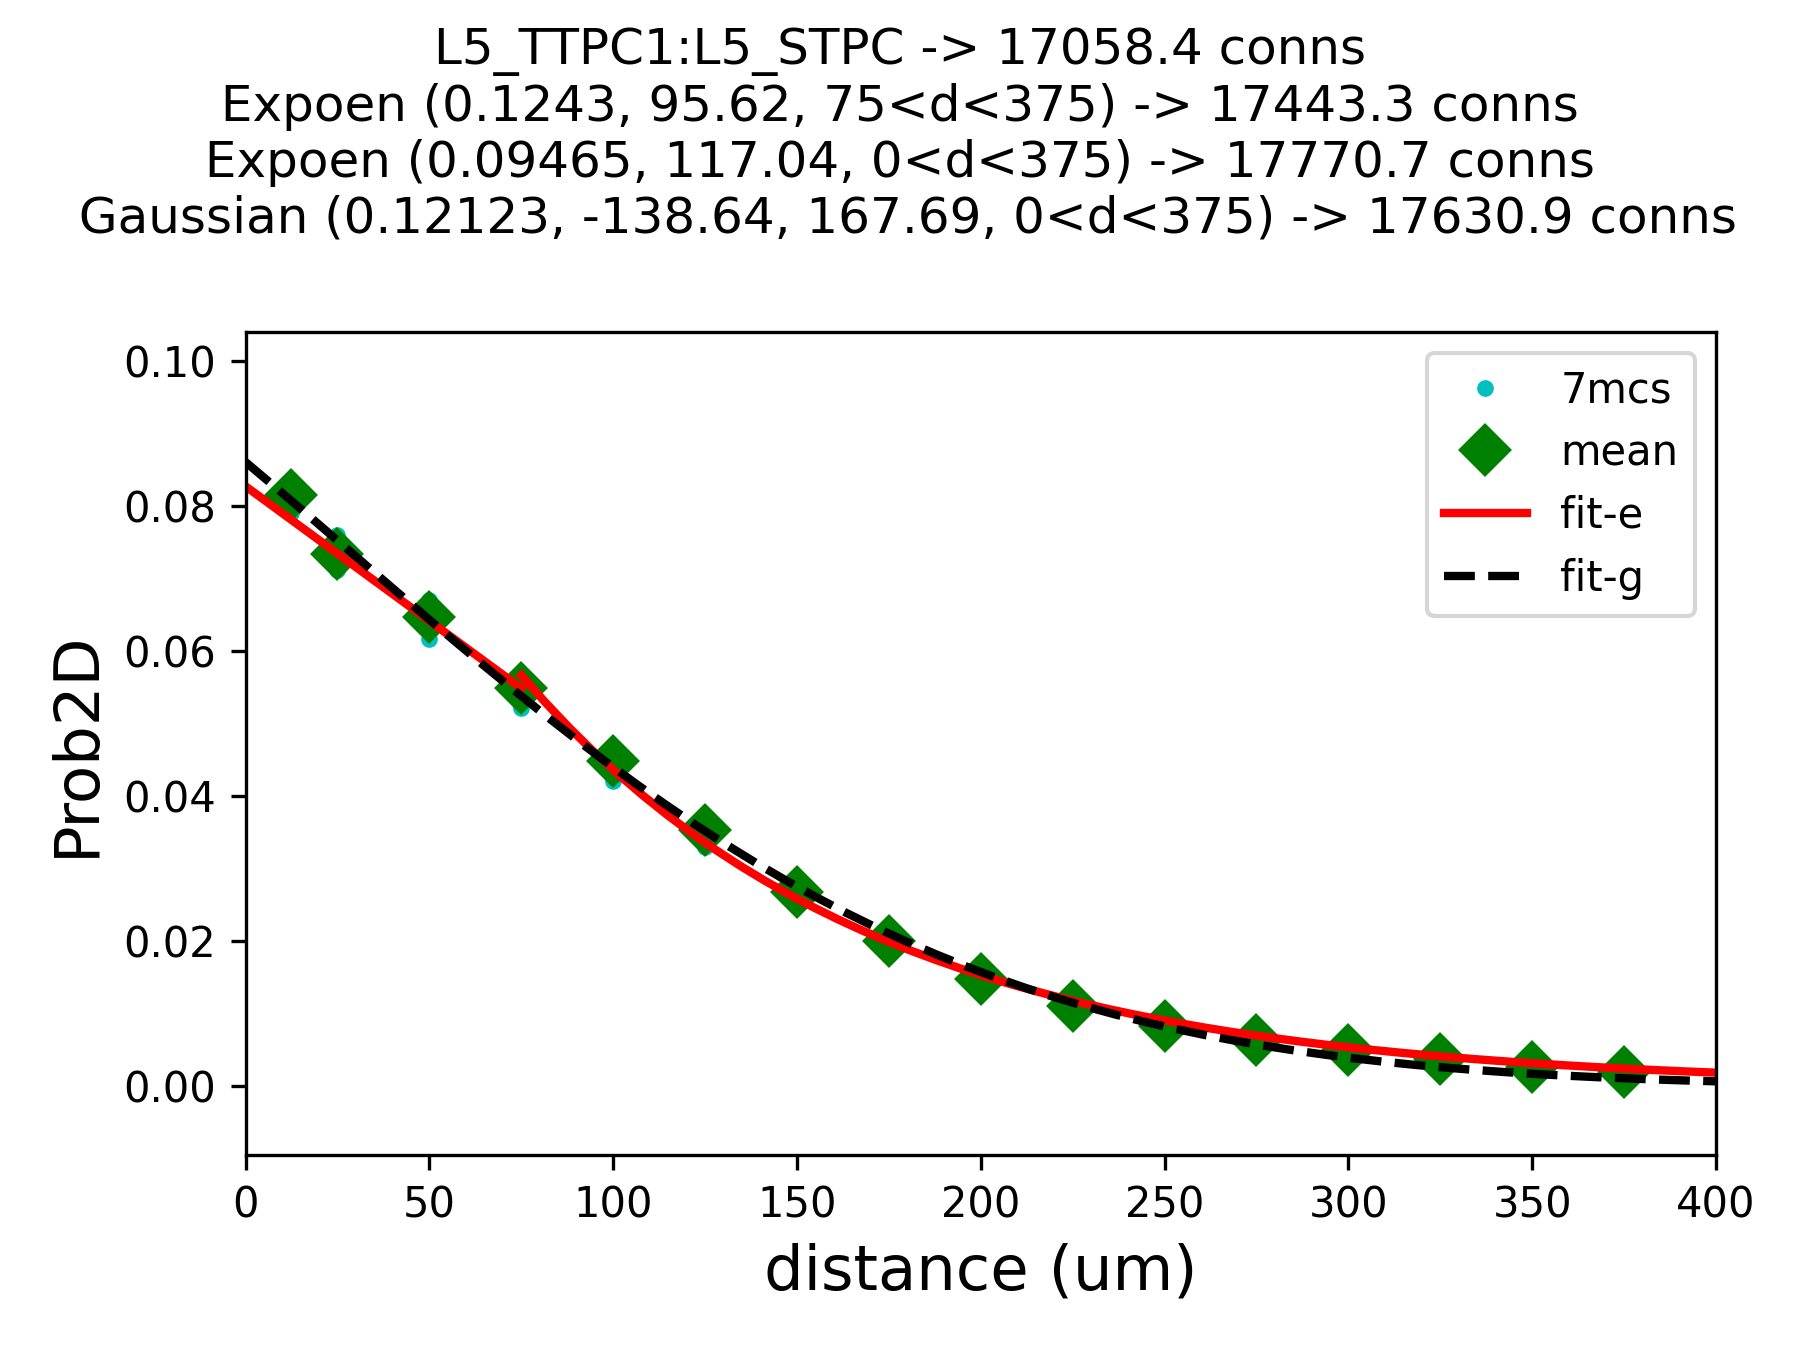 L5_TTPC1:L5_STPC -> 17058.4 conns
Expoen (0.1243, 95.62, 75<d<375) -> 17443.3 conns
Expoen (0.09465, 117.04, 0<d<375) -> 17770.7 conns
Gaussian (0.12123, -138.64, 167.69, 0<d<375) -> 17630.9 conns
7mcs
mean
fit-e
fit-g
Prob2D
0.10
0.08
0.06
0.04
0.02
0.00
0 50 100 150 200 250 300 350 400
distance (um)